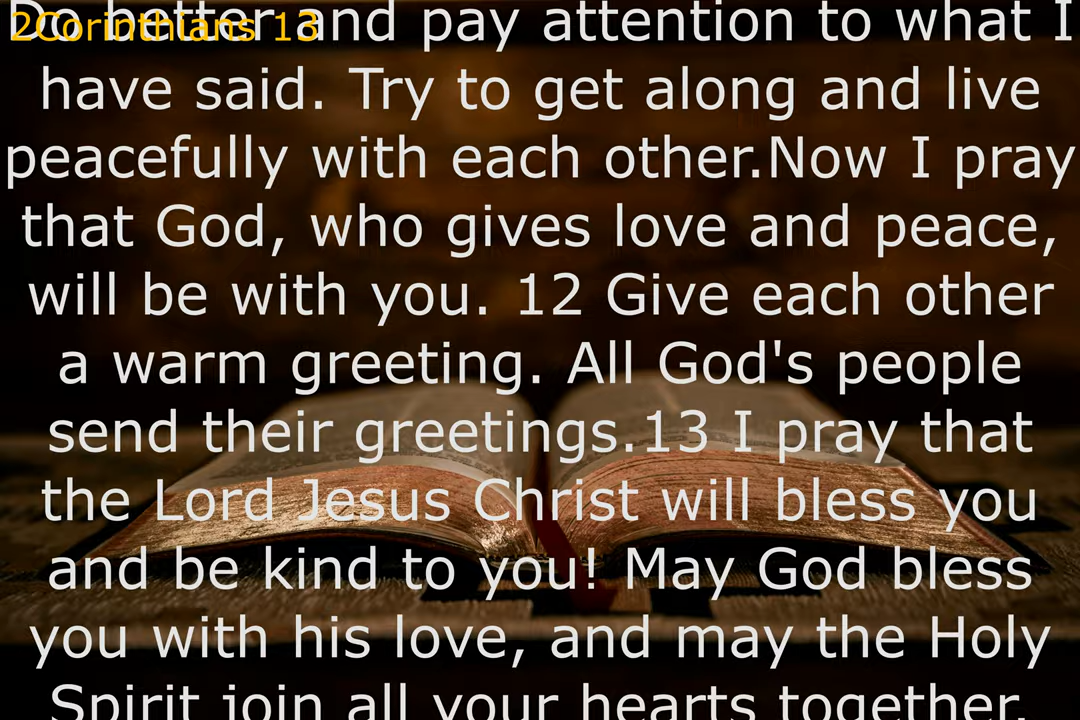 2Corinthians 13
Do better and pay attention to what I
have said. Try to get along and live
peacefully with each other.Now I pray
that God, who gives love and peace,
will be with you. 12 Give each other
a warm greeting. All God's people
send their greetings.13 I pray that
the Lord Jesus Christ will bless you
and be kind to you! May God bless
you with his love, and may the Holy
Spirit join all your hearts together.